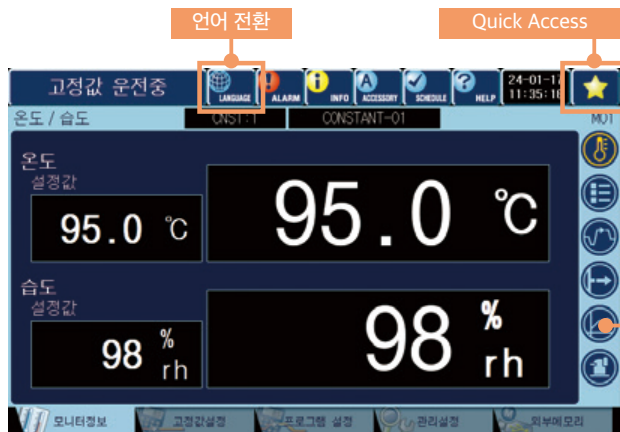 언어 전환
Quick Access
고정값 운전중
LANGUAGE
ALARM
INFO
ACCESSORY
SCHEDULE
HELP
24-01-17
11:35:18
온도 / 습도
CNST:1
CONSTANT-01
MO1
온도
설정값
95.0 ℃
95.0 ℃
습도
설정값
98 % rh
98 % rh
모니터정보
고정값설정
프로그램 설정
관리설정
외부메모리